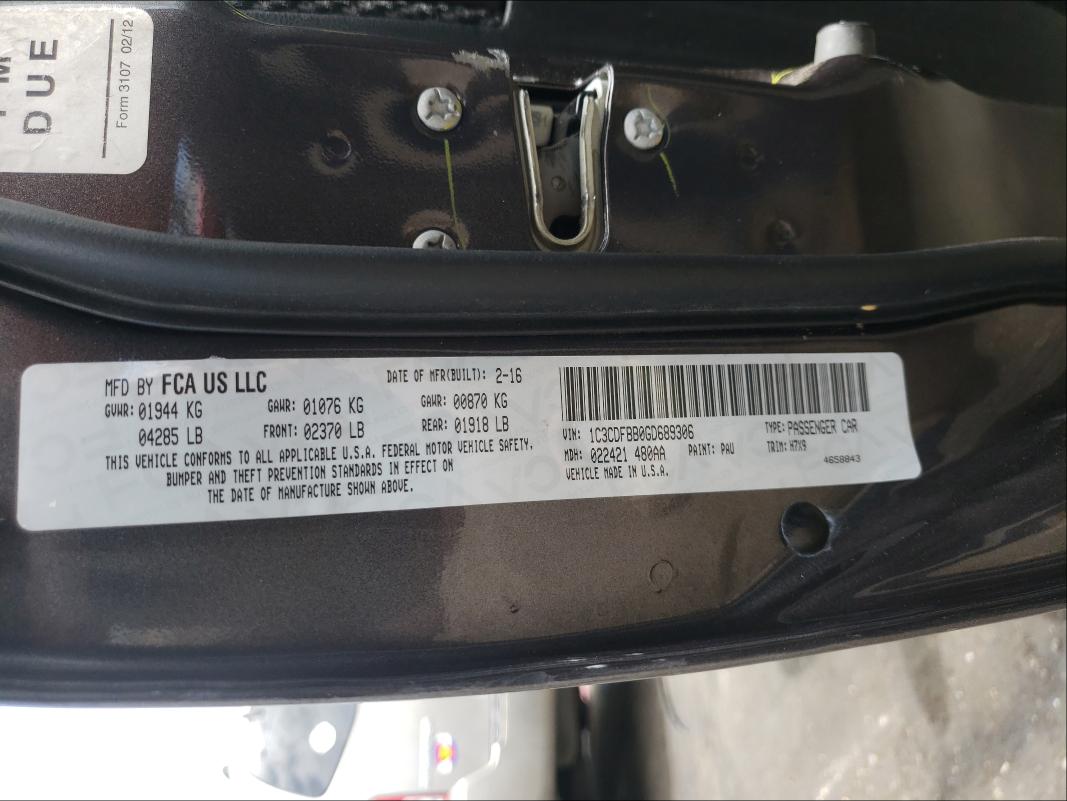 DUE
Form 3107 02/12
MFD BY FCA US LLC
DATE OF MFR(BUILT): 2-16
GVWR: 01944 KG GAWR: 01076 KG GAWR: 00870 KG
04285 LB FRONT: 02370 LB REAR: 01918 LB
THIS VEHICLE CONFORMS TO ALL APPLICABLE U.S.A. FEDERAL MOTOR VEHICLE SAFETY,
BUMPER AND THEFT PREVENTION STANDARDS IN EFFECT ON
THE DATE OF MANUFACTURE SHOWN ABOVE.
VIN: 1C3CDFBB0GD689306 TYPE: PASSENGER CAR
MDH: 022421 480AA PAINT: PAU TRIM: H7X9
VEHICLE MADE IN U.S.A. 4658843